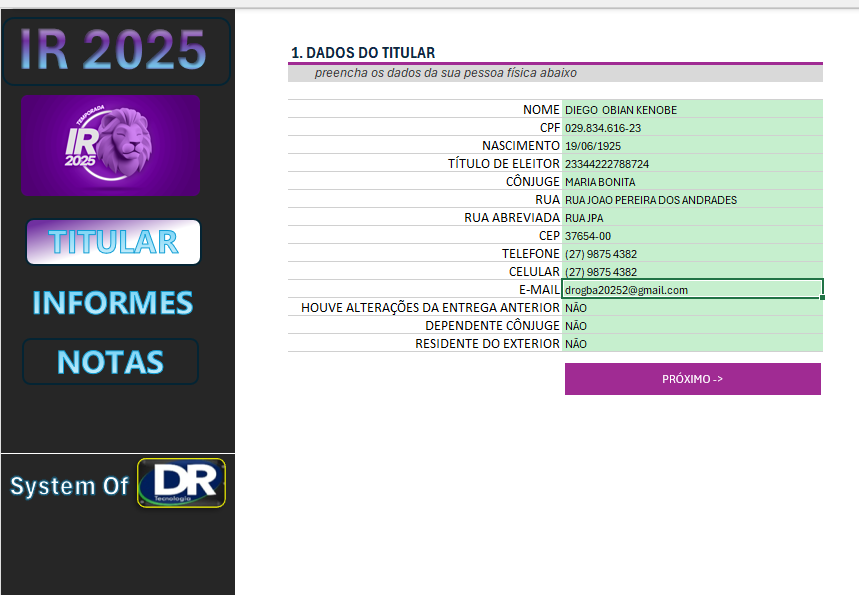 IR 2025
TEMPORADA
IR
2025
TITULAR
INFORMES
NOTAS
System Of DR
Tecnologia
1. DADOS DO TITULAR
preencha os dados da sua pessoa física abaixo
NOME DIEGO OBIAN KENOBE
CPF 029.834.616-23
NASCIMENTO 19/06/1925
TÍTULO DE ELEITOR 23344222788724
CÔNJUGE MARIA BONITA
RUA RUA JOAO PEREIRA DOS ANDRADES
RUA ABREVIADA RUA JPA
CEP 37654-00
TELEFONE (27) 9875 4382
CELULAR (27) 9875 4382
E-MAIL drogba20252@gmail.com
HOUVE ALTERAÇÕES DA ENTREGA ANTERIOR NÃO
DEPENDENTE CÔNJUGE NÃO
RESIDENTE DO EXTERIOR NÃO
PRÓXIMO ->